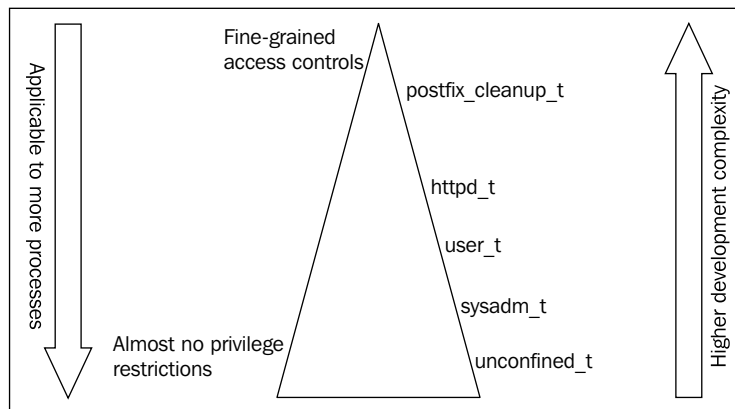 Applicable to more processes
Fine-grained
access controls
postfix_cleanup_t
httpd_t
user_t
sysadm_t
unconfined_t
Almost no privilege
restrictions
Higher development complexity